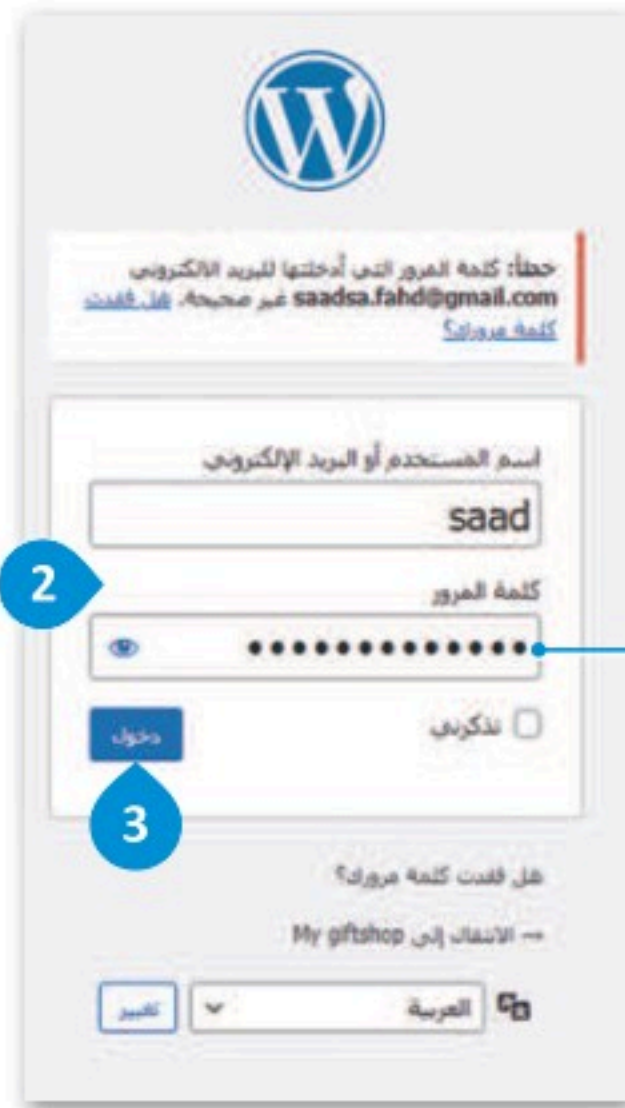 خطأ: كلمة المرور التي أدخلتها للبريد الالكتروني
saadsa.fahd@gmail.com غير صحيحة. هل فقدت
كلمة مرورك؟
اسم المستخدم أو البريد الإلكتروني
saad
2
كلمة المرور
•••••••••••••
تذكرني
دخول
3
هل فقدت كلمة مرورك؟
← الانتقال إلى My giftshop
العربية
تغيير